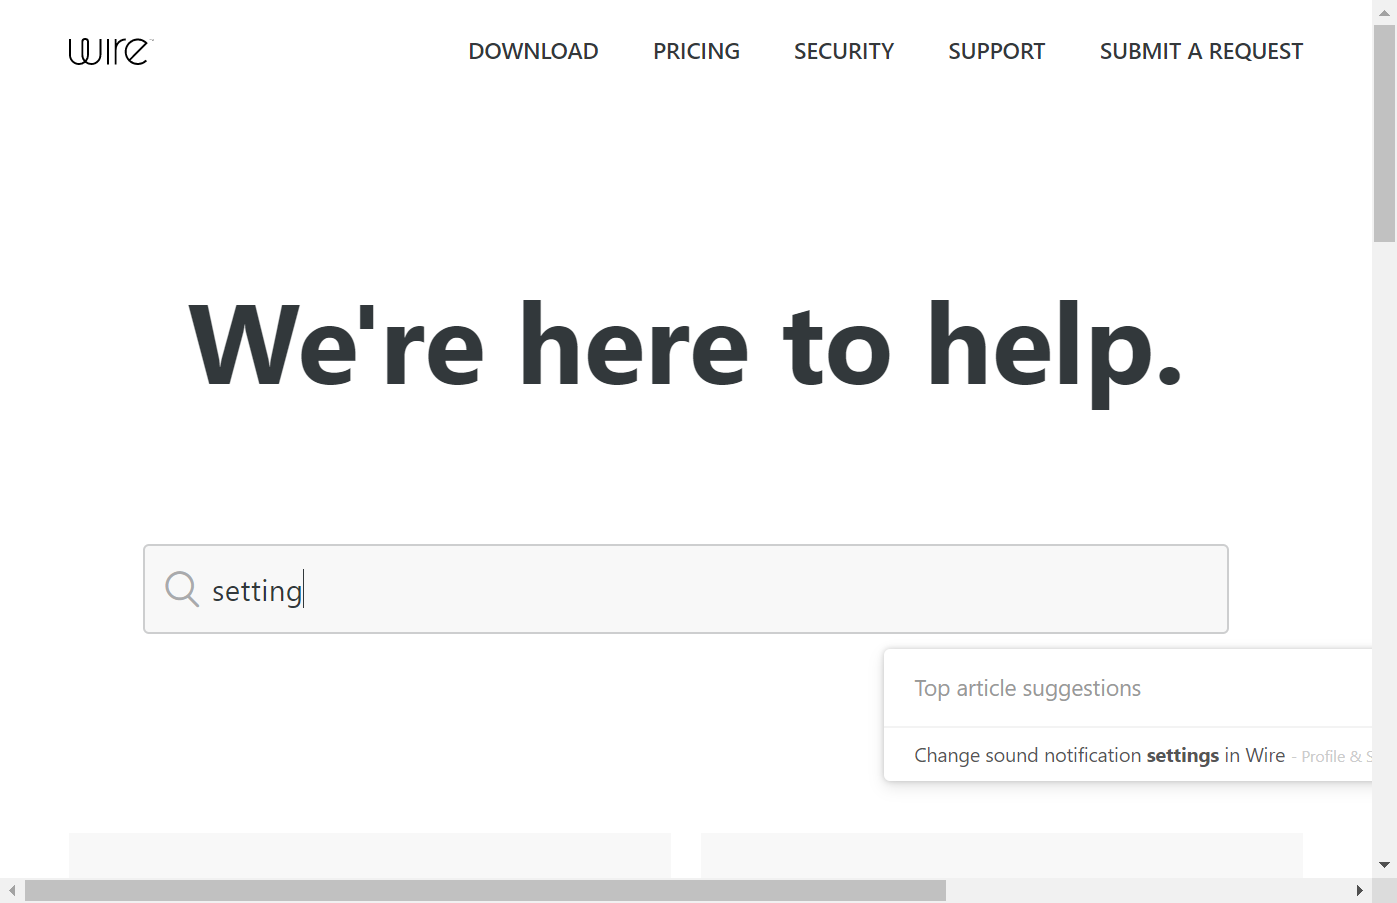 wire
DOWNLOAD PRICING SECURITY SUPPORT SUBMIT A REQUEST
We're here to help.
setting
Top article suggestions
Change sound notification settings in Wire - Profile & S